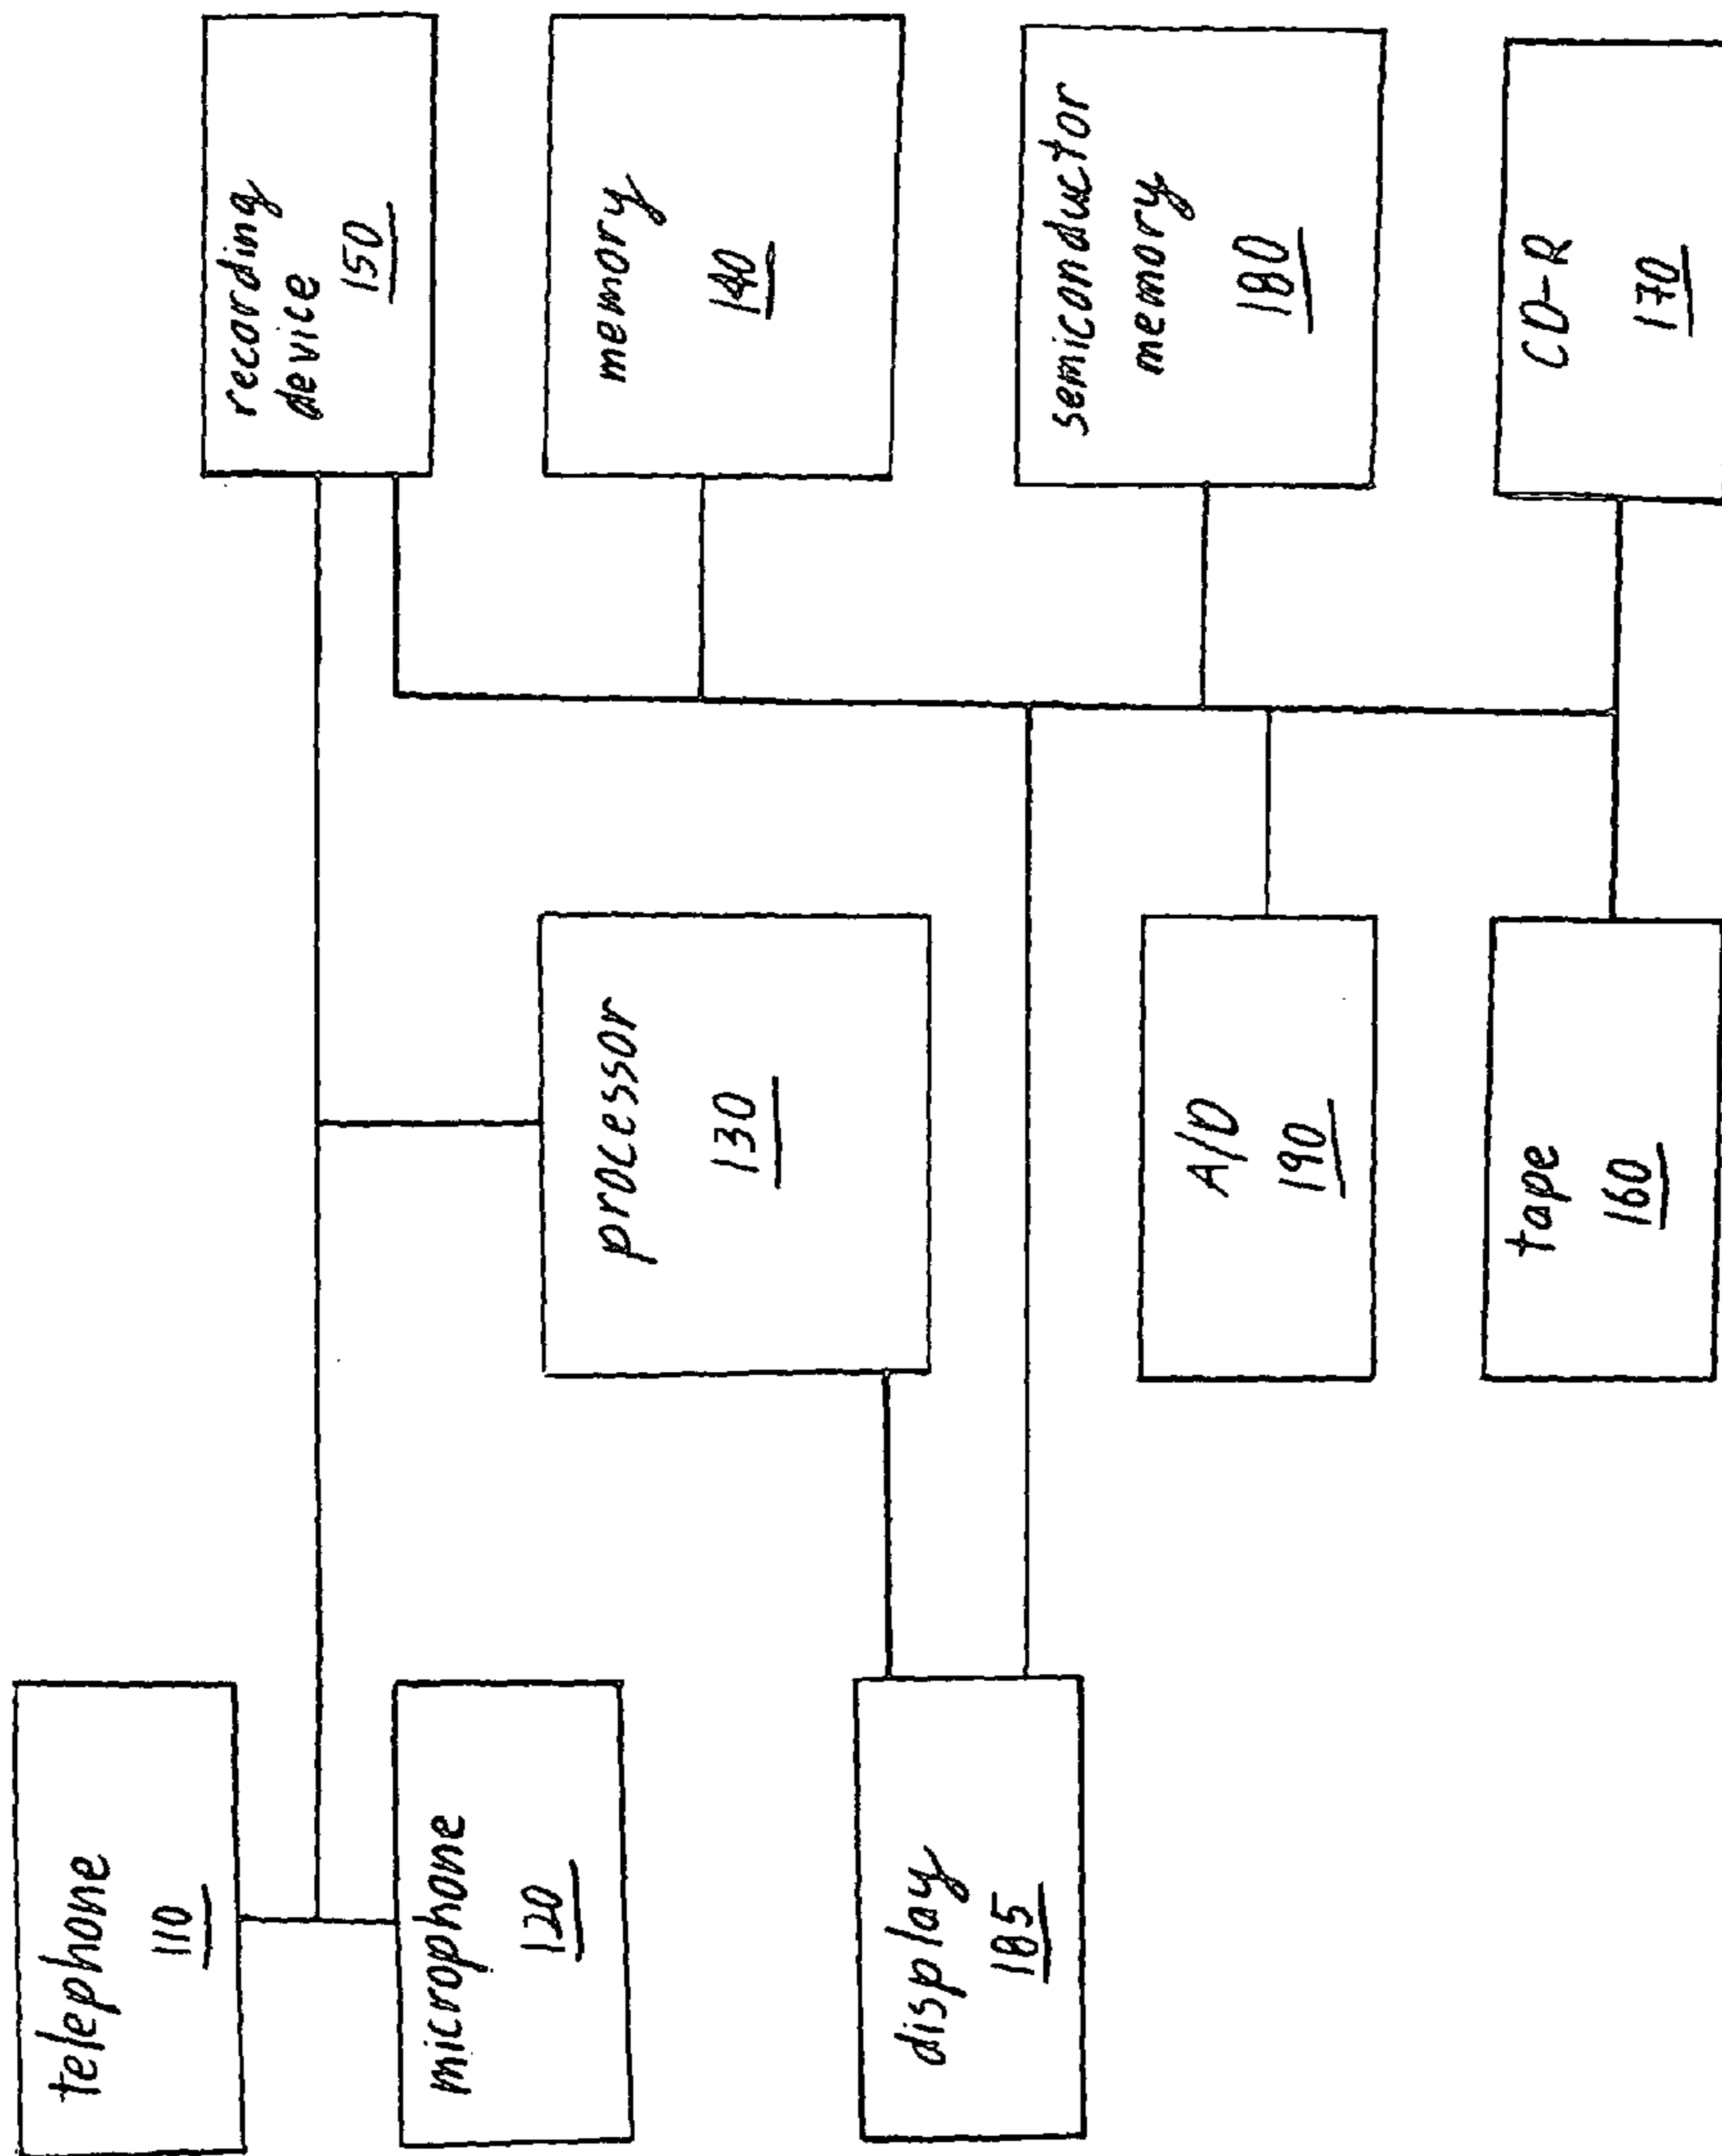 telephone
110
microphone
120
display
185
processor
130
A/D
190
tape
160
recording
device
150
memory
140
semiconductor
memory
180
CD-R
170